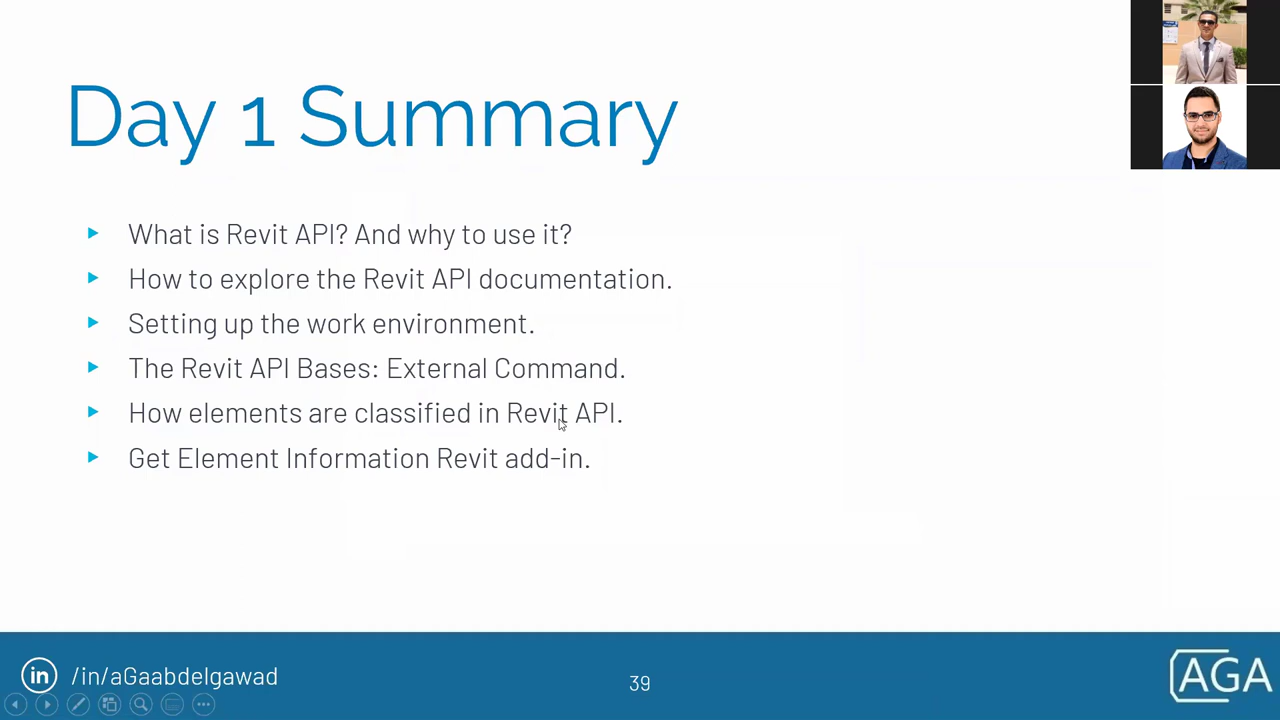 Day 1 Summary
What is Revit API? And why to use it?
How to explore the Revit API documentation.
Setting up the work environment.
The Revit API Bases: External Command.
How elements are classified in Revit API.
Get Element Information Revit add-in.
in /in/aGaabdelgawad
39
AGA